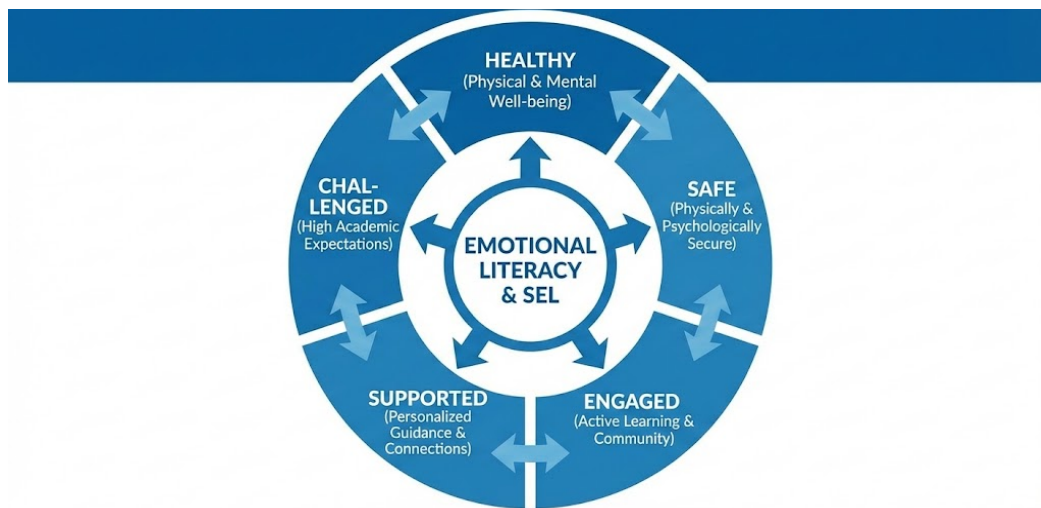 HEALTHY
(Physical & Mental
Well-being)
SAFE
(Physically &
Psychologically
Secure)
ENGAGED
(Active Learning &
Community)
SUPPORTED
(Personalized
Guidance &
Connections)
CHAL-
LENGED
(High Academic
Expectations)
EMOTIONAL
LITERACY
& SEL